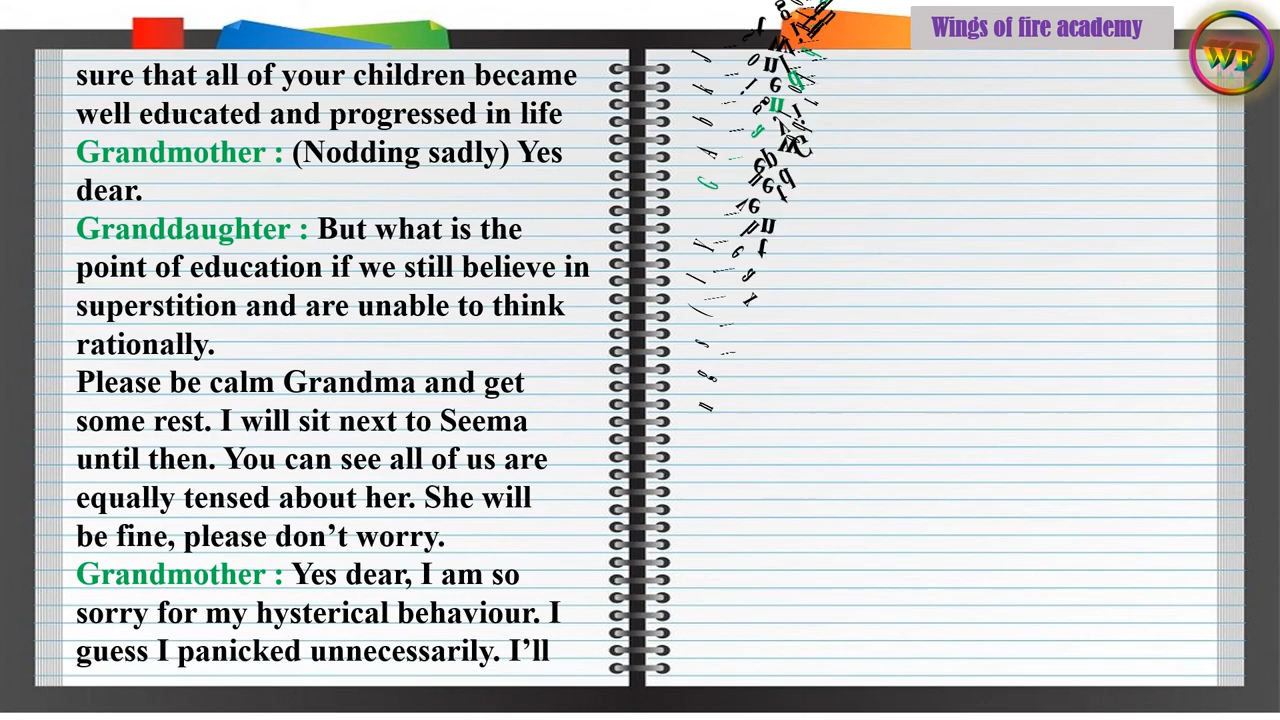 Wings of fire academy
WF
sure that all of your children became
well educated and progressed in life
Grandmother : (Nodding sadly) Yes
dear.
Granddaughter : But what is the
point of education if we still believe in
superstition and are unable to think
rationally.
Please be calm Grandma and get
some rest. I will sit next to Seema
until then. You can see all of us are
equally tensed about her. She will
be fine, please don’t worry.
Grandmother : Yes dear, I am so
sorry for my hysterical behaviour. I
guess I panicked unnecessarily. I’ll